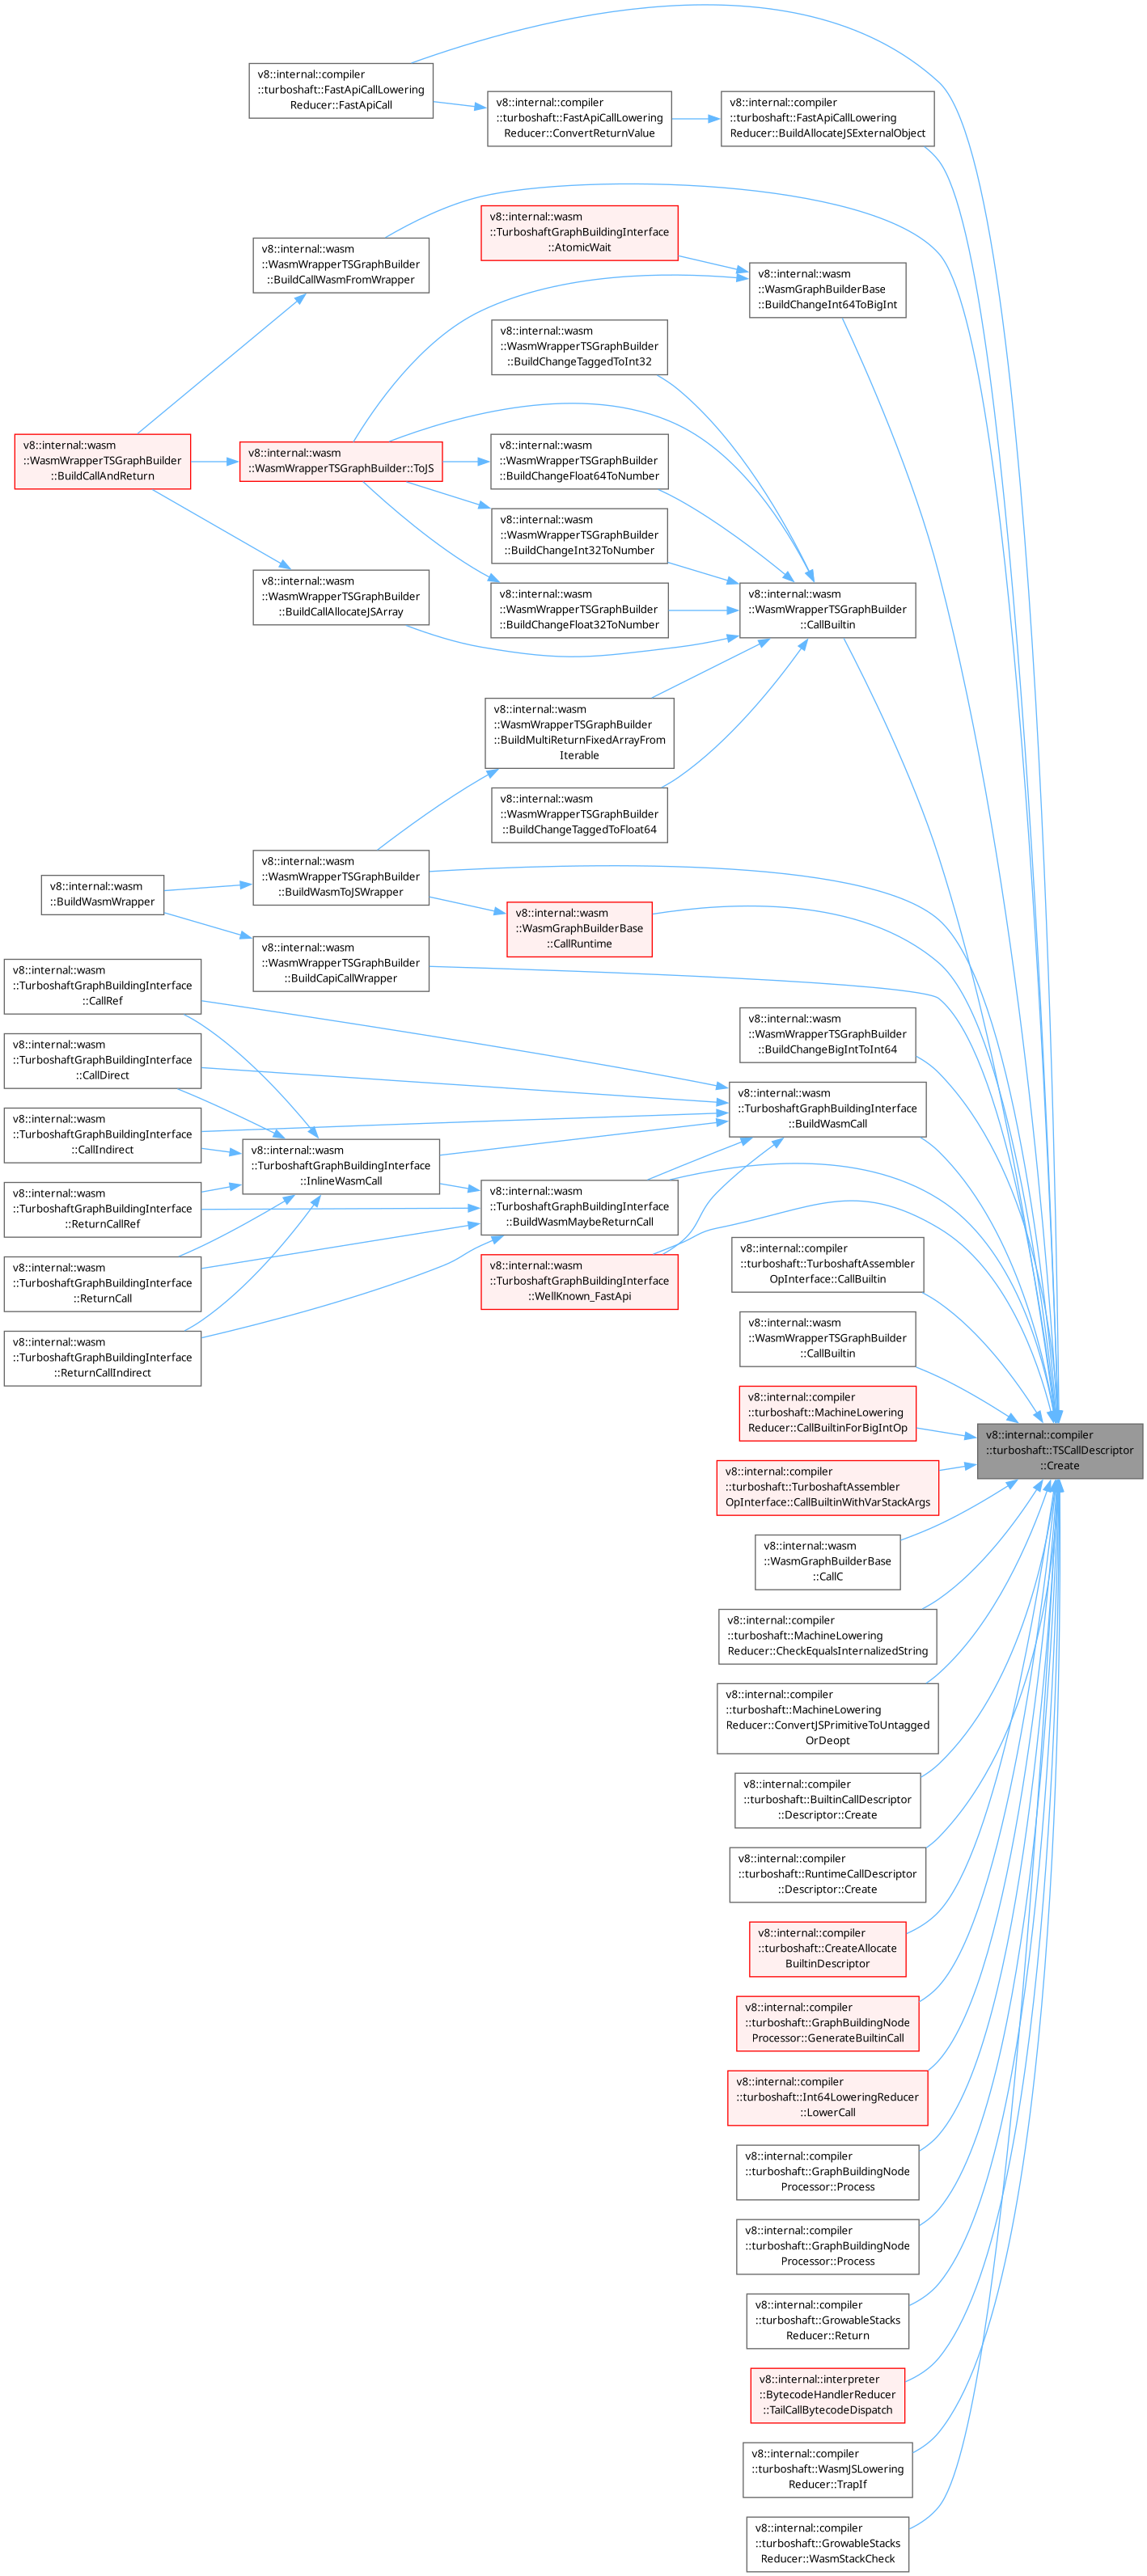 v8::internal::compiler
::turboshaft::FastApiCallLowering
Reducer::FastApiCall
v8::internal::compiler
::turboshaft::FastApiCallLowering
Reducer::ConvertReturnValue
v8::internal::compiler
::turboshaft::FastApiCallLowering
Reducer::BuildAllocateJSExternalObject
v8::internal::wasm
::TurboshaftGraphBuildingInterface
::AtomicWait
v8::internal::wasm
::WasmWrapperTSGraphBuilder
::BuildCallWasmFromWrapper
v8::internal::wasm
::WasmGraphBuilderBase
::BuildChangeInt64ToBigInt
v8::internal::wasm
::WasmWrapperTSGraphBuilder
::BuildChangeTaggedToInt32
v8::internal::wasm
::WasmWrapperTSGraphBuilder
::BuildCallAndReturn
v8::internal::wasm
::WasmWrapperTSGraphBuilder::ToJS
v8::internal::wasm
::WasmWrapperTSGraphBuilder
::BuildChangeFloat64ToNumber
v8::internal::wasm
::WasmWrapperTSGraphBuilder
::BuildChangeInt32ToNumber
v8::internal::wasm
::WasmWrapperTSGraphBuilder
::BuildCallAllocateJSArray
v8::internal::wasm
::WasmWrapperTSGraphBuilder
::BuildChangeFloat32ToNumber
v8::internal::wasm
::WasmWrapperTSGraphBuilder
::CallBuiltin
v8::internal::wasm
::WasmWrapperTSGraphBuilder
::BuildMultiReturnFixedArrayFrom
Iterable
v8::internal::wasm
::WasmWrapperTSGraphBuilder
::BuildChangeTaggedToFloat64
v8::internal::wasm
::BuildWasmWrapper
v8::internal::wasm
::WasmWrapperTSGraphBuilder
::BuildWasmToJSWrapper
v8::internal::wasm
::WasmGraphBuilderBase
::CallRuntime
v8::internal::wasm
::WasmWrapperTSGraphBuilder
::BuildCapiCallWrapper
v8::internal::wasm
::TurboshaftGraphBuildingInterface
::CallRef
v8::internal::wasm
::WasmWrapperTSGraphBuilder
::BuildChangeBigIntToInt64
v8::internal::wasm
::TurboshaftGraphBuildingInterface
::CallDirect
v8::internal::wasm
::TurboshaftGraphBuildingInterface
::BuildWasmCall
v8::internal::wasm
::TurboshaftGraphBuildingInterface
::CallIndirect
v8::internal::wasm
::TurboshaftGraphBuildingInterface
::InlineWasmCall
v8::internal::wasm
::TurboshaftGraphBuildingInterface
::ReturnCallRef
v8::internal::wasm
::TurboshaftGraphBuildingInterface
::BuildWasmMaybeReturnCall
v8::internal::wasm
::TurboshaftGraphBuildingInterface
::ReturnCall
v8::internal::wasm
::TurboshaftGraphBuildingInterface
::WellKnown_FastApi
v8::internal::compiler
::turboshaft::TurboshaftAssembler
OpInterface::CallBuiltin
v8::internal::wasm
::TurboshaftGraphBuildingInterface
::ReturnCallIndirect
v8::internal::wasm
::WasmWrapperTSGraphBuilder
::CallBuiltin
v8::internal::compiler
::turboshaft::MachineLowering
Reducer::CallBuiltinForBigIntOp
v8::internal::compiler
::turboshaft::TSCallDescriptor
::Create
v8::internal::compiler
::turboshaft::TurboshaftAssembler
OpInterface::CallBuiltinWithVarStackArgs
v8::internal::wasm
::WasmGraphBuilderBase
::CallC
v8::internal::compiler
::turboshaft::MachineLowering
Reducer::CheckEqualsInternalizedString
v8::internal::compiler
::turboshaft::MachineLowering
Reducer::ConvertJSPrimitiveToUntagged
OrDeopt
v8::internal::compiler
::turboshaft::BuiltinCallDescriptor
::Descriptor::Create
v8::internal::compiler
::turboshaft::RuntimeCallDescriptor
::Descriptor::Create
v8::internal::compiler
::turboshaft::CreateAllocate
BuiltinDescriptor
v8::internal::compiler
::turboshaft::GraphBuildingNode
Processor::GenerateBuiltinCall
v8::internal::compiler
::turboshaft::Int64LoweringReducer
::LowerCall
v8::internal::compiler
::turboshaft::GraphBuildingNode
Processor::Process
v8::internal::compiler
::turboshaft::GraphBuildingNode
Processor::Process
v8::internal::compiler
::turboshaft::GrowableStacks
Reducer::Return
v8::internal::interpreter
::BytecodeHandlerReducer
::TailCallBytecodeDispatch
v8::internal::compiler
::turboshaft::WasmJSLowering
Reducer::TrapIf
v8::internal::compiler
::turboshaft::GrowableStacks
Reducer::WasmStackCheck